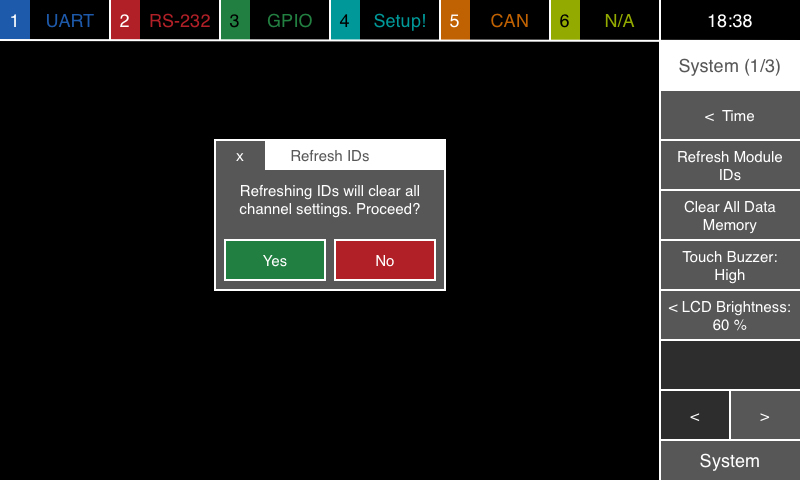 1 UART 2 RS-232 3 GPIO 4 Setup! 5 CAN 6 N/A 18:38
System (1/3)
< Time
Refresh Module
IDs
Clear All Data
Memory
Touch Buzzer:
High
< LCD Brightness:
60 %
< >
System
x Refresh IDs
Refreshing IDs will clear all
channel settings. Proceed?
Yes No